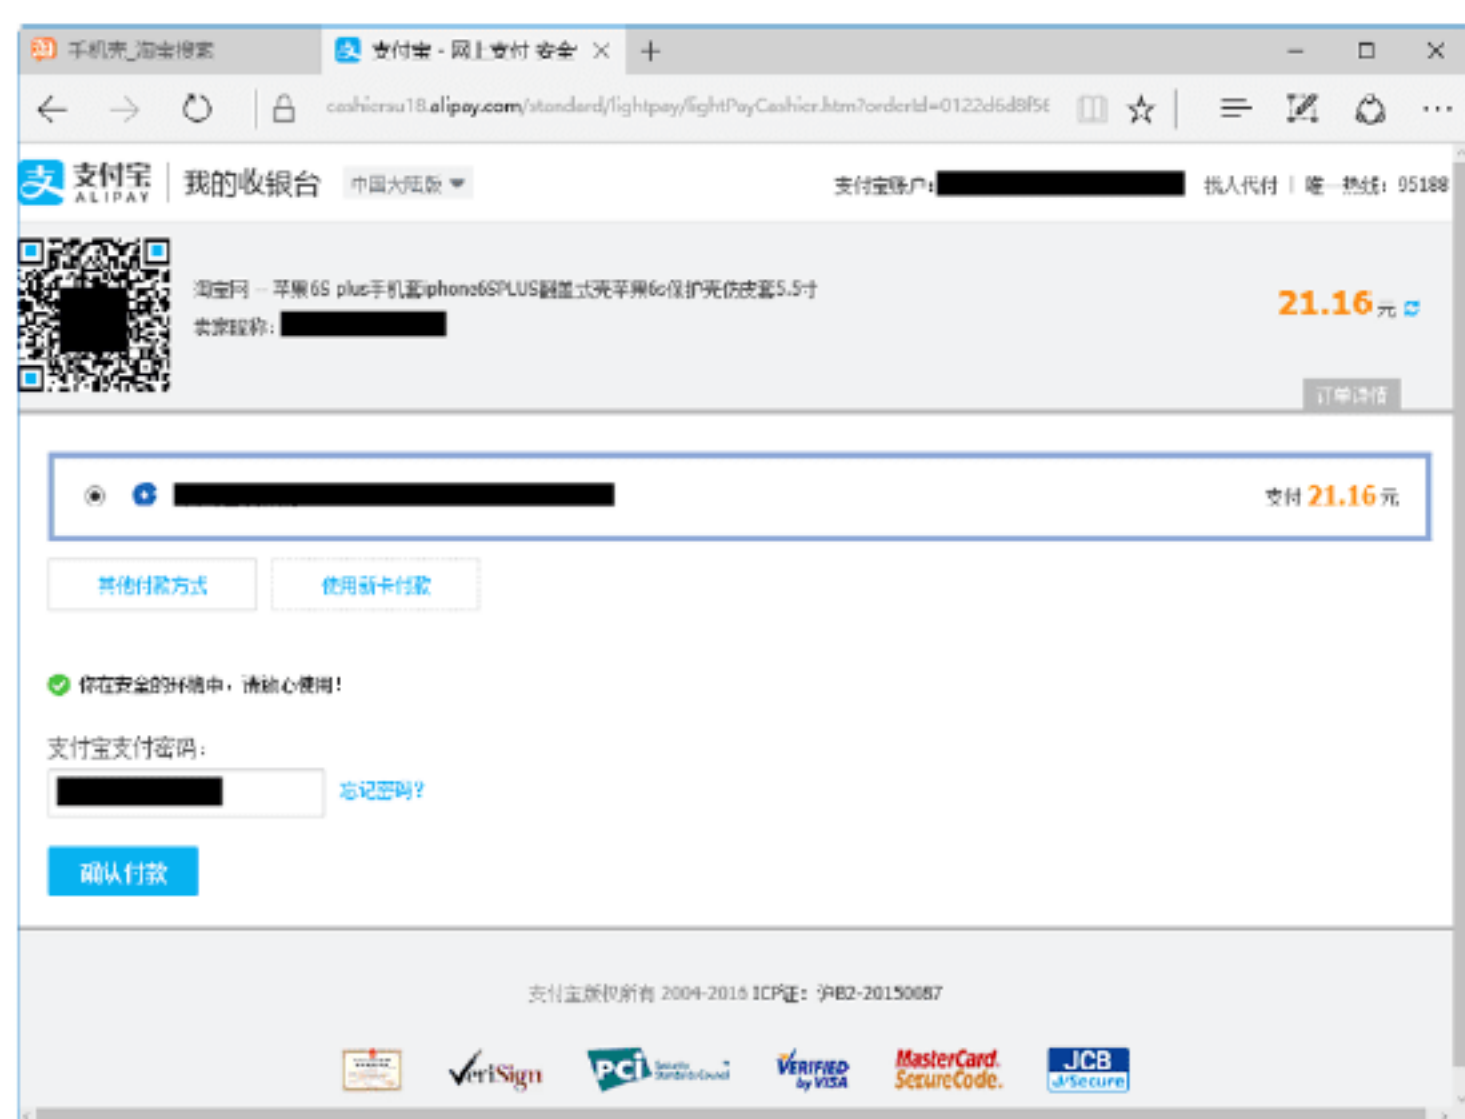 手机壳_淘宝搜索
支付宝 - 网上支付 安全
cashiersu18.alipay.com/standard/lightpay/lightPayCashier.htm?orderId=0122d6d8f56
支付宝 ALIPAY 我的收银台 中国大陆版
支付宝账户: 找人代付 | 唯一热线: 95188
淘宝网 -- 苹果6S plus手机套iphone6SPLUS翻盖式壳苹果6s保护壳仿皮套5.5寸
卖家昵称:
21.16 元
订单详情
支付 21.16 元
其他付款方式 使用新卡付款
你在安全的环境中,请放心使用!
支付宝支付密码:
忘记密码?
确认付款
支付宝版权所有 2004-2016 ICP证: 沪B2-20150087
VeriSign PCI Security Standards Council VERIFIED by VISA MasterCard. SecureCode. JCB J/Secure